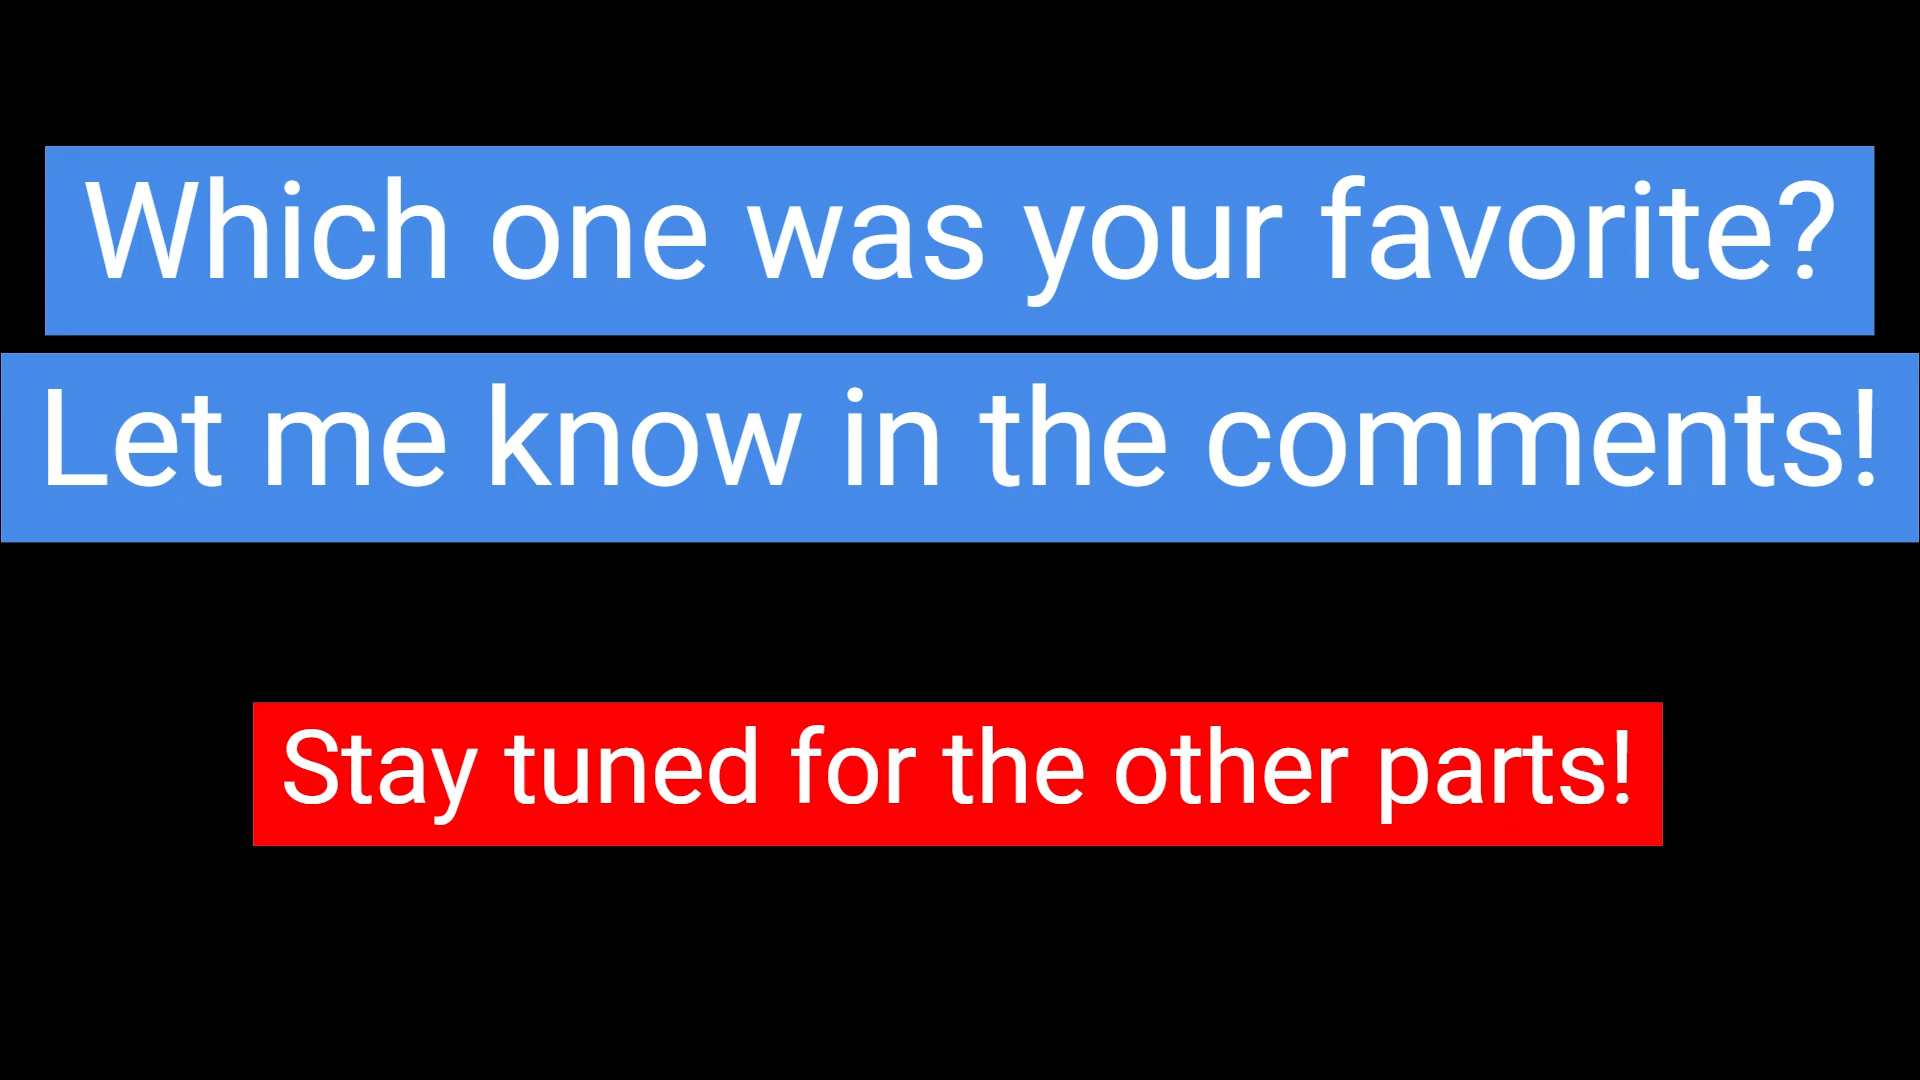 Which one was your favorite?
Let me know in the comments!
Stay tuned for the other parts!